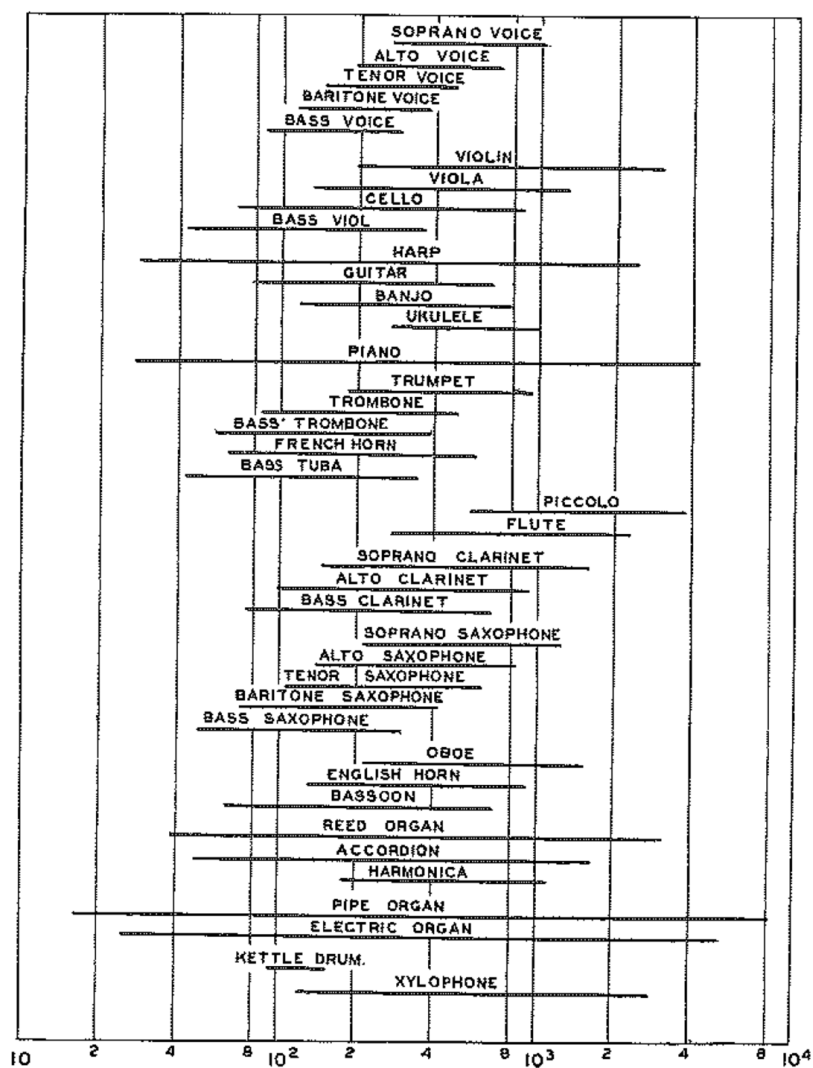 SOPRANO VOICE
ALTO VOICE
TENOR VOICE
BARITONE VOICE
BASS VOICE
VIOLIN
VIOLA
CELLO
BASS VIOL
HARP
GUITAR
BANJO
UKULELE
PIANO
TRUMPET
TROMBONE
BASS TROMBONE
FRENCH HORN
BASS TUBA
PICCOLO
FLUTE
SOPRANO CLARINET
ALTO CLARINET
BASS CLARINET
SOPRANO SAXOPHONE
ALTO SAXOPHONE
TENOR SAXOPHONE
BARITONE SAXOPHONE
BASS SAXOPHONE
OBOE
ENGLISH HORN
BASSOON
REED ORGAN
ACCORDION
HARMONICA
PIPE ORGAN
ELECTRIC ORGAN
KETTLE DRUM.
XYLOPHONE
10 2 4 8 10² 2 4 8 10³ 2 4 8 10⁴